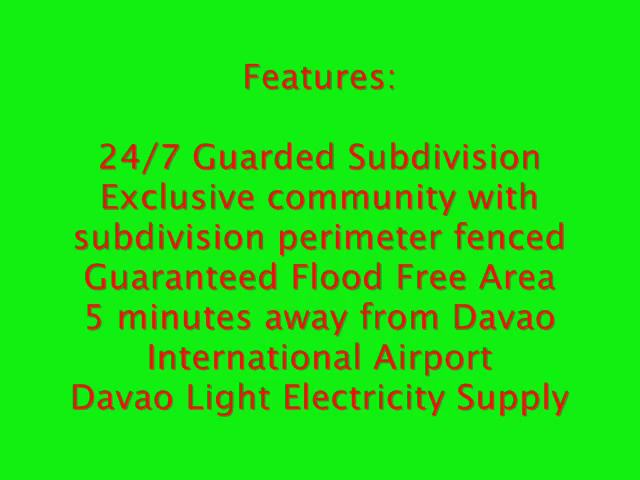 Features:
24/7 Guarded Subdivision
Exclusive community with
subdivision perimeter fenced
Guaranteed Flood Free Area
5 minutes away from Davao
International Airport
Davao Light Electricity Supply